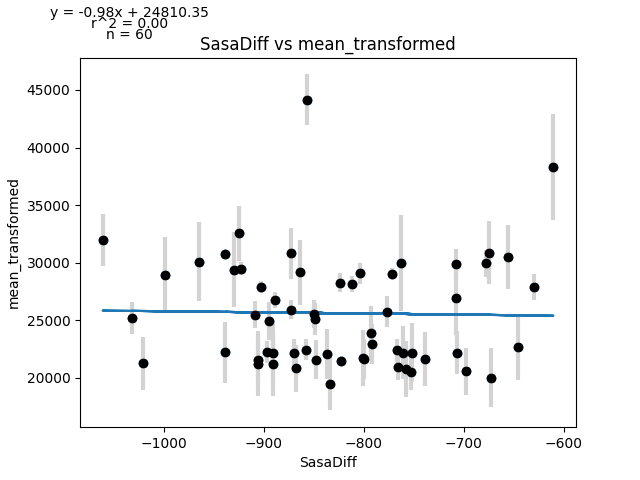 y = -0.98x + 24810.35
r^2 = 0.00
n = 60
SasaDiff vs mean_transformed
45000
40000
35000
30000
25000
20000
mean_transformed
−1000
−900
−800
−700
−600
SasaDiff